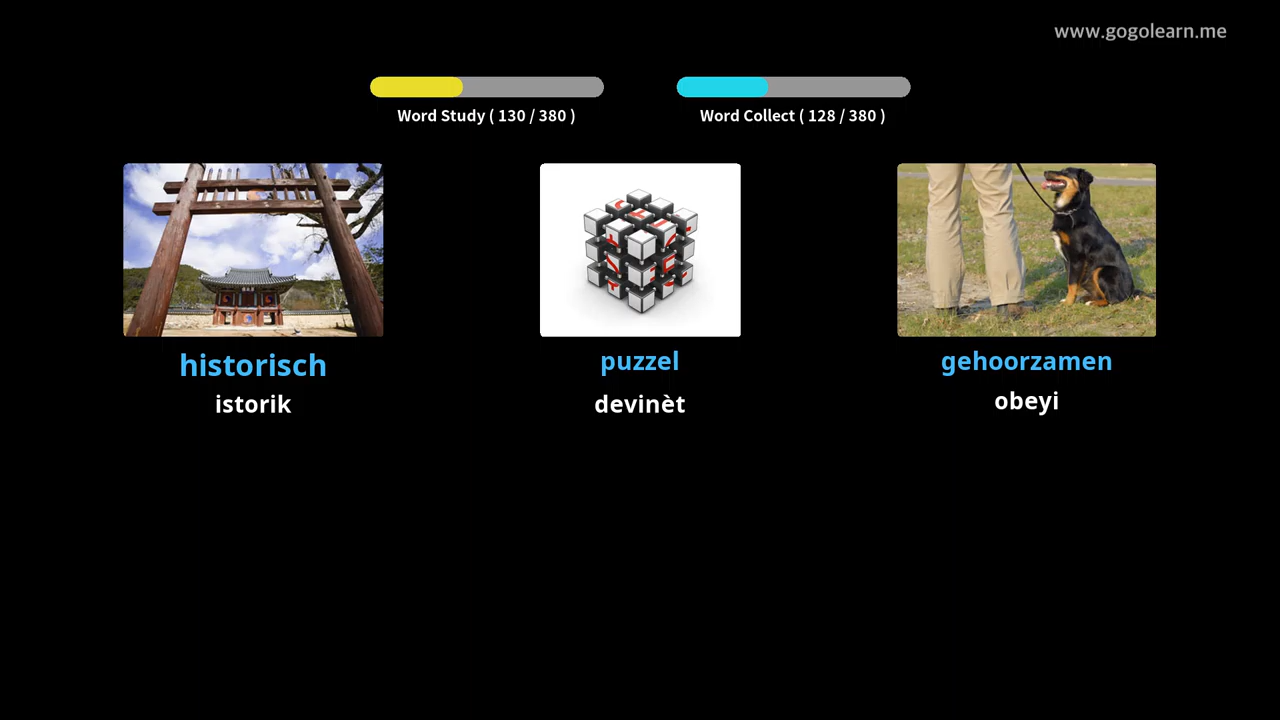 www.gogolearn.me
Word Study ( 130 / 380 )
Word Collect ( 128 / 380 )
historisch
istorik
puzzel
devinèt
gehoorzamen
obeyi